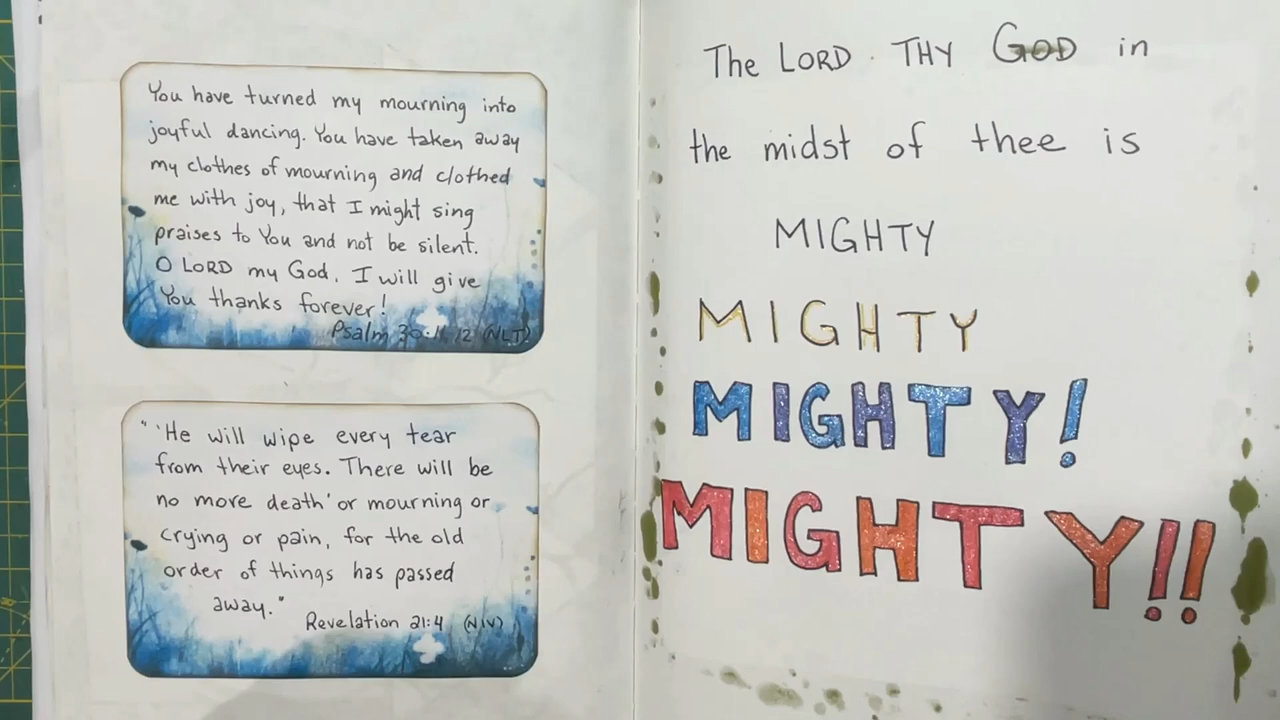 You have turned my mourning into
joyful dancing. You have taken away
my clothes of mourning and clothed
me with joy, that I might sing
praises to You and not be silent.
O LORD my God, I will give
You thanks forever!
Psalm 30:11, 12 (NLT)
"'He will wipe every tear
from their eyes. There will be
no more death' or mourning or
crying or pain, for the old
order of things has passed
away."
Revelation 21:4 (NIV)
The LORD THY GOD in
the midst of thee is
MIGHTY
MIGHTY
MIGHTY!
MIGHTY!!